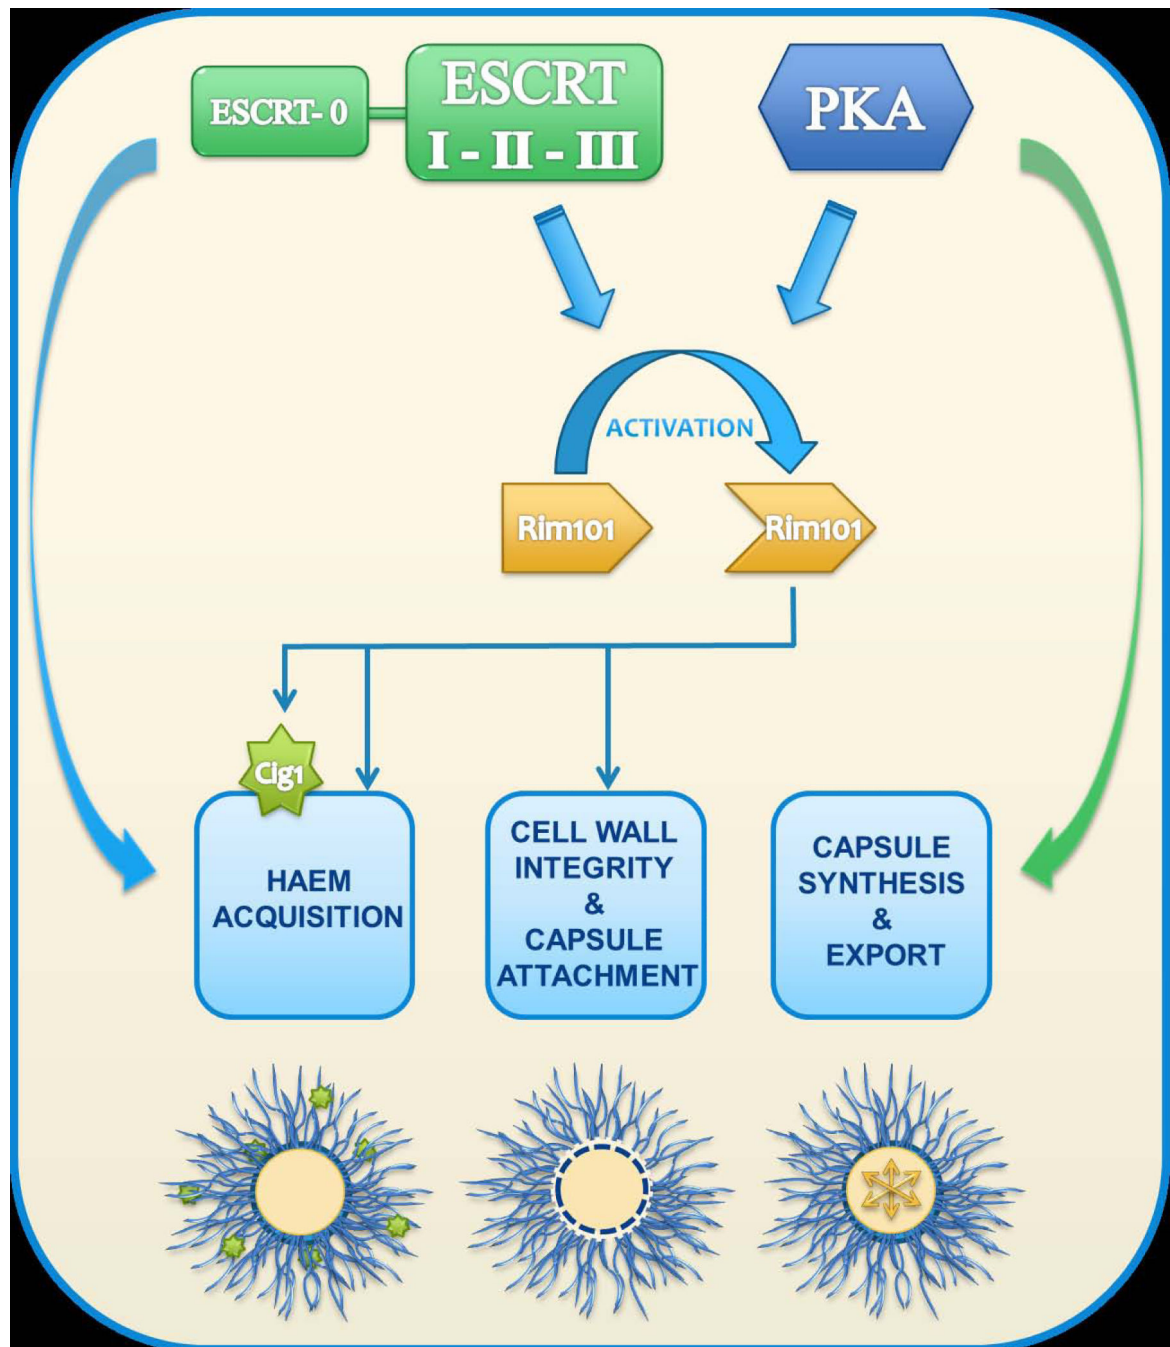 ESCRT- 0
ESCRT
I - II - III
PKA
ACTIVATION
Rim101
Rim101
Cig1
HAEM
ACQUISITION
CELL WALL
INTEGRITY
&
CAPSULE
ATTACHMENT
CAPSULE
SYNTHESIS
&
EXPORT